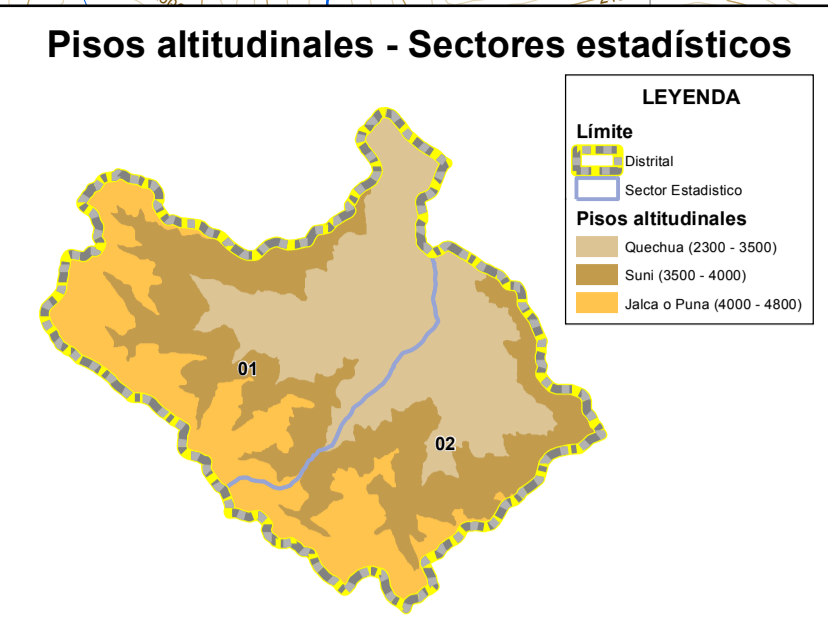 Pisos altitudinales - Sectores estadísticos
LEYENDA
Límite
Distrital
Sector Estadistico
Pisos altitudinales
Quechua (2300 - 3500)
Suni (3500 - 4000)
Jalca o Puna (4000 - 4800)
01
02